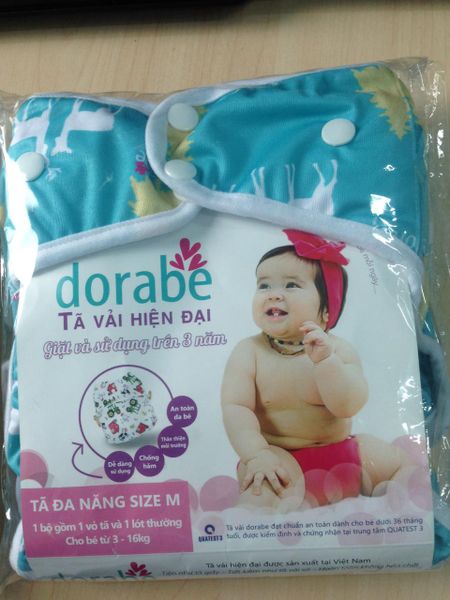 dorabe
TÃ VẢI HIỆN ĐẠI
Giặt và sử dụng trên 3 năm
An toàn
da bé
Thân thiện
môi trường
Chống
hăm
Dễ dàng
sử dụng
TÃ ĐA NĂNG SIZE M
1 bộ gồm 1 vỏ tã và 1 lót thường
Cho bé từ 3 - 16kg
QUATEST 3
Tã vải dorabe đạt chuẩn an toàn dành cho bé dưới 36 tháng
tuổi, được kiểm định và chứng nhận tại trung tâm QUATEST 3
Tã vải hiện đại được sản xuất tại Việt Nam
dorabe